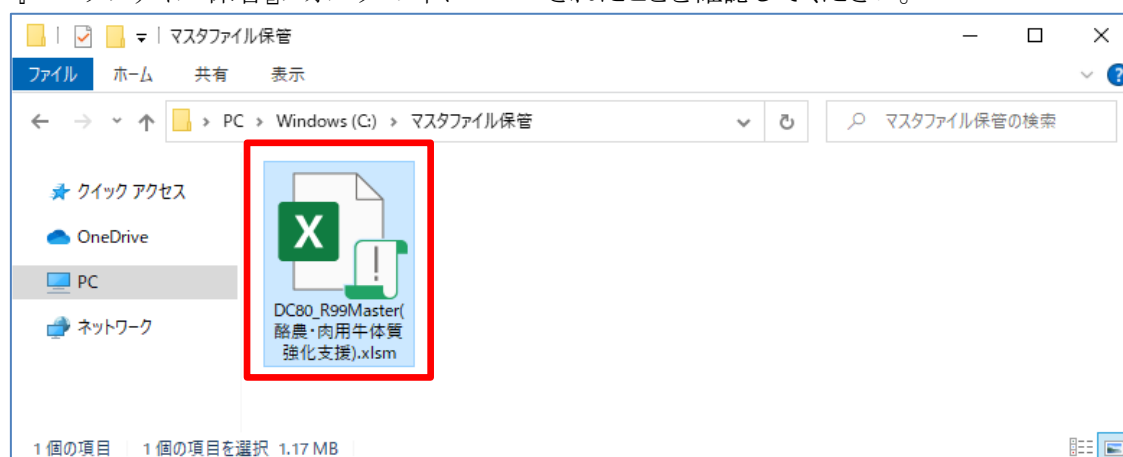 マスタファイル保管
ファイル ホーム 共有 表示
PC > Windows (C:) > マスタファイル保管
マスタファイル保管の検索
クイック アクセス
OneDrive
PC
ネットワーク
DC80_R99Master(
酪農・肉用牛体質
強化支援).xlsm
1 個の項目 1 個の項目を選択 1.17 MB